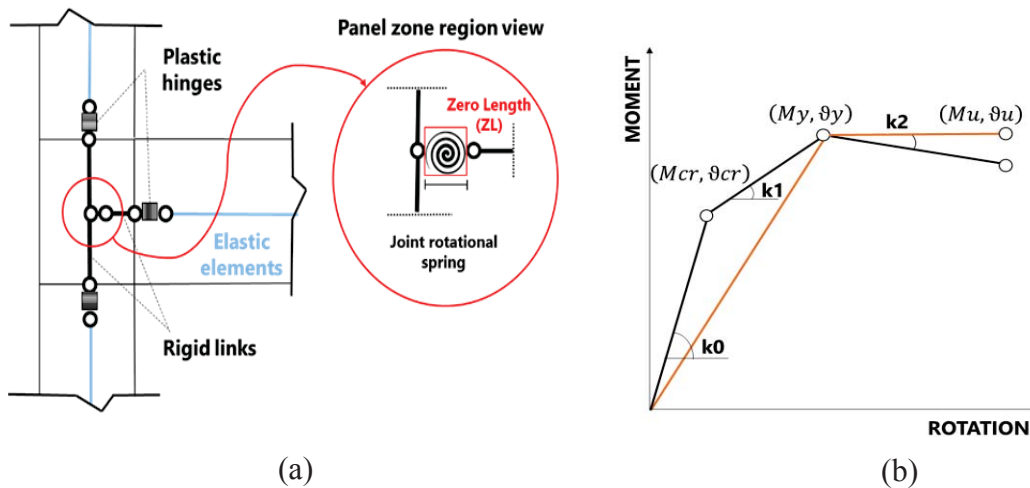 Plastic
hinges
Elastic
elements
Rigid links
Panel zone region view
Zero Length
(ZL)
Joint rotational
spring
(a)
MOMENT
(My, ϑy)
(Mu, ϑu)
k2
(Mcr, ϑcr)
k1
k0
ROTATION
(b)